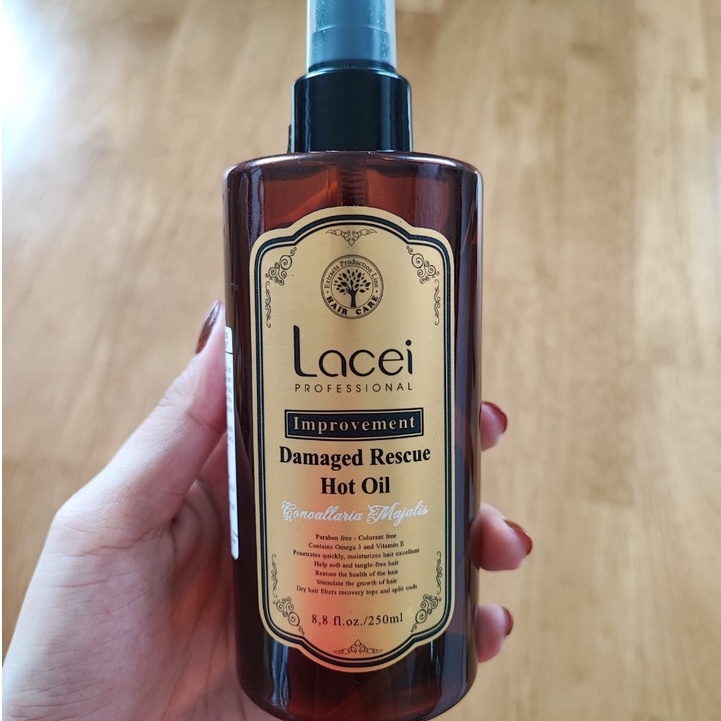 Extracts Production Line
HAIR CARE
Lacei
PROFESSIONAL
Improvement
Damaged Rescue
Hot Oil
Convallaria Majalis
Paraben free - Colorant free
Contains Omega 3 and Vitamin E
Penetrates quickly, moisturizes hair excellent
Help soft and tangle-free hair
Restore the health of the hair
Stimulate the growth of hair
Dry hair filters recovery tops and split ends
8,8 fl.oz./250ml